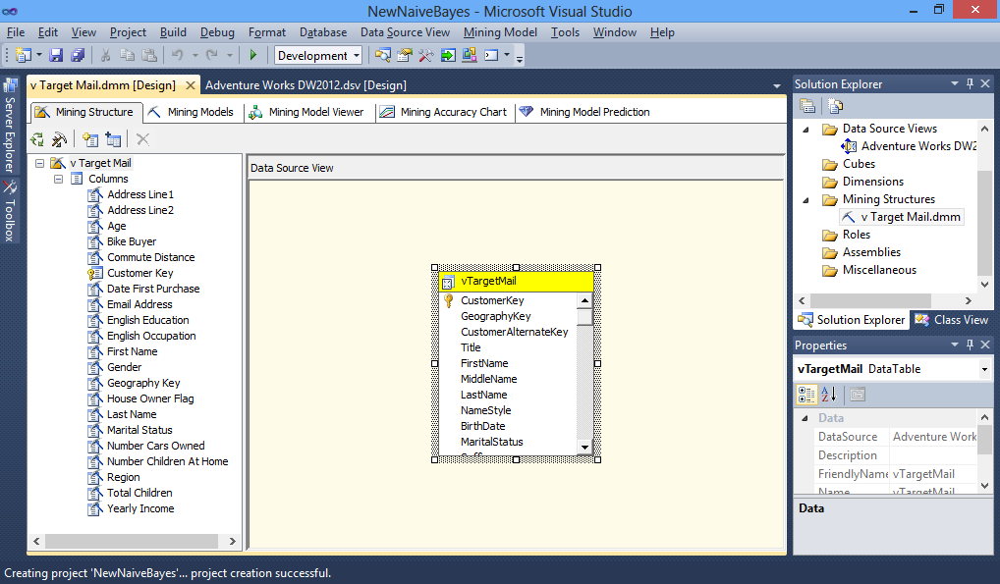 NewNaiveBayes - Microsoft Visual Studio
File Edit View Project Build Debug Format Database Data Source View Mining Model Tools Window Help
Development
Server Explorer
Toolbox
v Target Mail.dmm [Design] Adventure Works DW2012.dsv [Design]
Mining Structure Mining Models Mining Model Viewer Mining Accuracy Chart Mining Model Prediction
v Target Mail
Columns
Address Line1
Address Line2
Age
Bike Buyer
Commute Distance
Customer Key
Date First Purchase
Email Address
English Education
English Occupation
First Name
Gender
Geography Key
House Owner Flag
Last Name
Marital Status
Number Cars Owned
Number Children At Home
Region
Total Children
Yearly Income
Data Source View
vTargetMail
CustomerKey
GeographyKey
CustomerAlternateKey
Title
FirstName
MiddleName
LastName
NameStyle
BirthDate
MaritalStatus
Solution Explorer
Data Source Views
Adventure Works DW2
Cubes
Dimensions
Mining Structures
v Target Mail.dmm
Roles
Assemblies
Miscellaneous
Solution Explorer Class View
Properties
vTargetMail DataTable
Data
DataSource Adventure Work
Description
FriendlyName vTargetMail
Name vTargetMail
Data
Creating project 'NewNaiveBayes'... project creation successful.